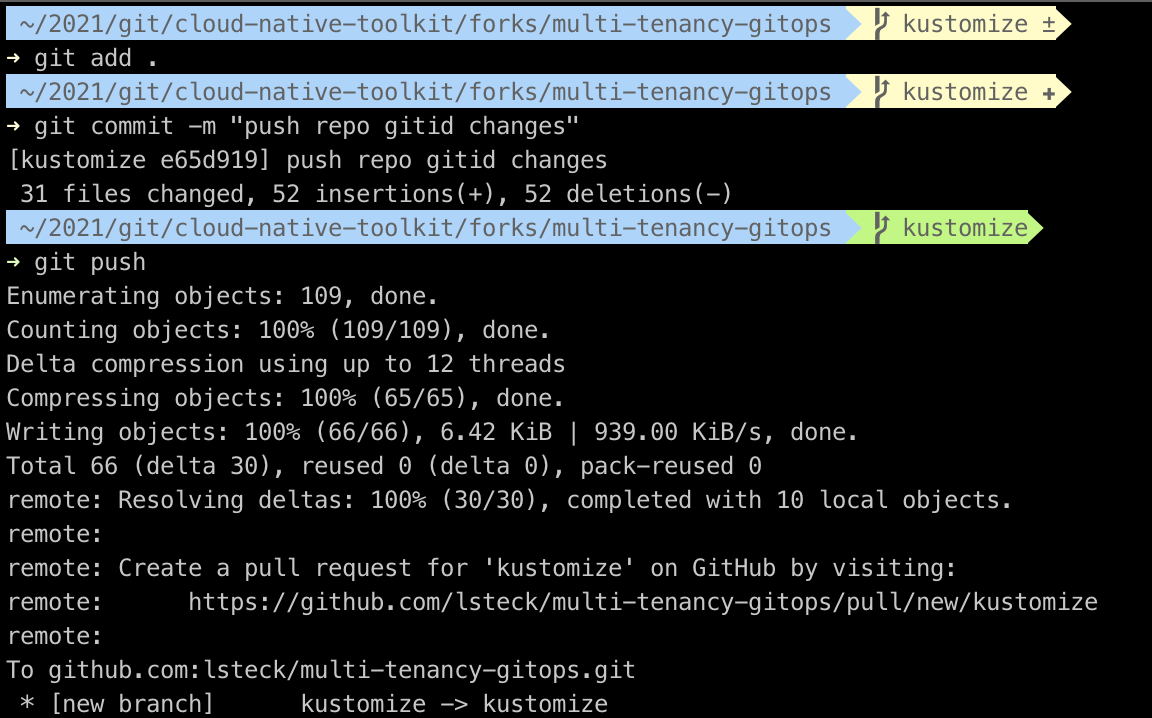 ~/2021/git/cloud-native-toolkit/forks/multi-tenancy-gitops kustomize ±
→ git add .
~/2021/git/cloud-native-toolkit/forks/multi-tenancy-gitops kustomize +
→ git commit -m "push repo gitid changes"
[kustomize e65d919] push repo gitid changes
 31 files changed, 52 insertions(+), 52 deletions(-)
~/2021/git/cloud-native-toolkit/forks/multi-tenancy-gitops kustomize
→ git push
Enumerating objects: 109, done.
Counting objects: 100% (109/109), done.
Delta compression using up to 12 threads
Compressing objects: 100% (65/65), done.
Writing objects: 100% (66/66), 6.42 KiB | 939.00 KiB/s, done.
Total 66 (delta 30), reused 0 (delta 0), pack-reused 0
remote: Resolving deltas: 100% (30/30), completed with 10 local objects.
remote:
remote: Create a pull request for 'kustomize' on GitHub by visiting:
remote:      https://github.com/lsteck/multi-tenancy-gitops/pull/new/kustomize
remote:
To github.com:lsteck/multi-tenancy-gitops.git
 * [new branch]      kustomize -> kustomize